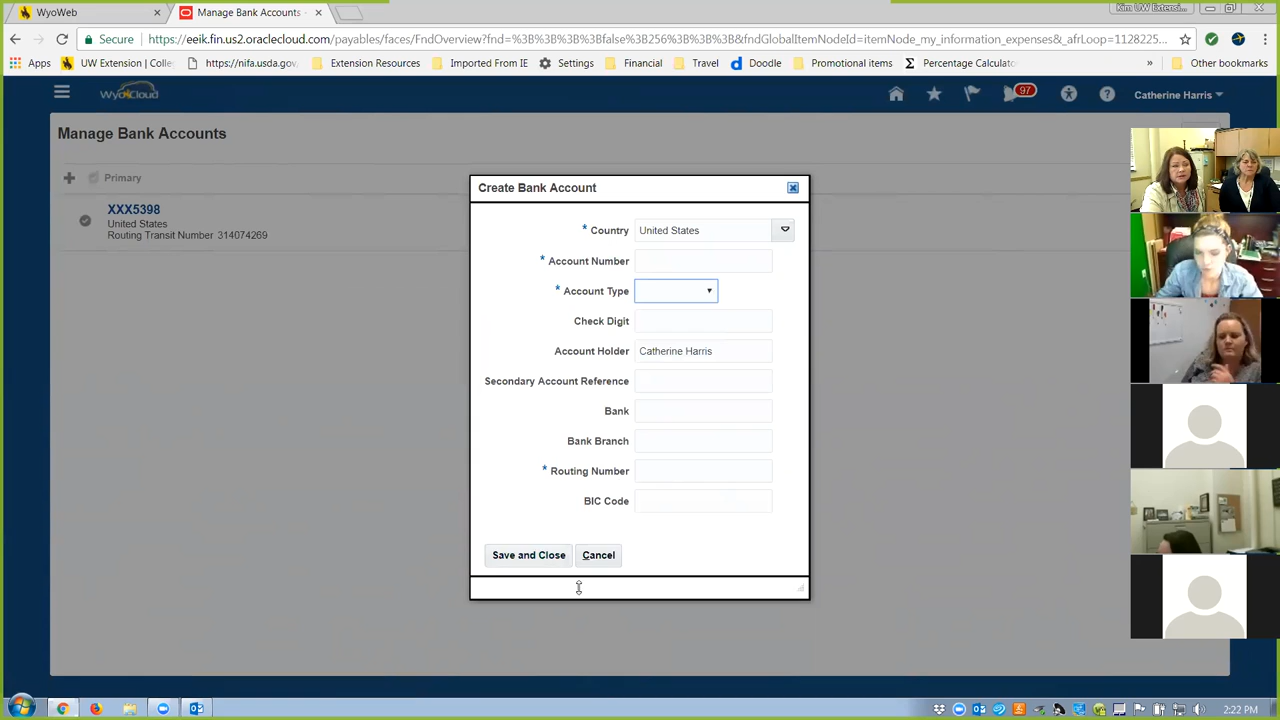 WyoWeb
Manage Bank Accounts -
Kim UW Extensi...
Secure
https://eeik.fin.us2.oraclecloud.com/payables/faces/FndOverview?fnd=%3B%3B%3B%3Bfalse%3B256%3B%3B%3B&fndGlobalItemNodeId=itemNode_my_information_expenses&_afrLoop=1128225...
Apps
UW Extension | Colle
https://nifa.usda.gov
Extension Resources
Imported From IE
Settings
Financial
Doodle
Promotional items
Percentage Calculato
»
Other bookmarks
WyoCloud
97
Catherine Harris
Manage Bank Accounts
Primary
XXX5398
United States
Routing Transit Number 314074269
Create Bank Account
* Country United States
* Account Number
* Account Type
Check Digit
Account Holder Catherine Harris
Secondary Account Reference
Bank
Bank Branch
* Routing Number
BIC Code
Save and Close
Cancel
2:22 PM